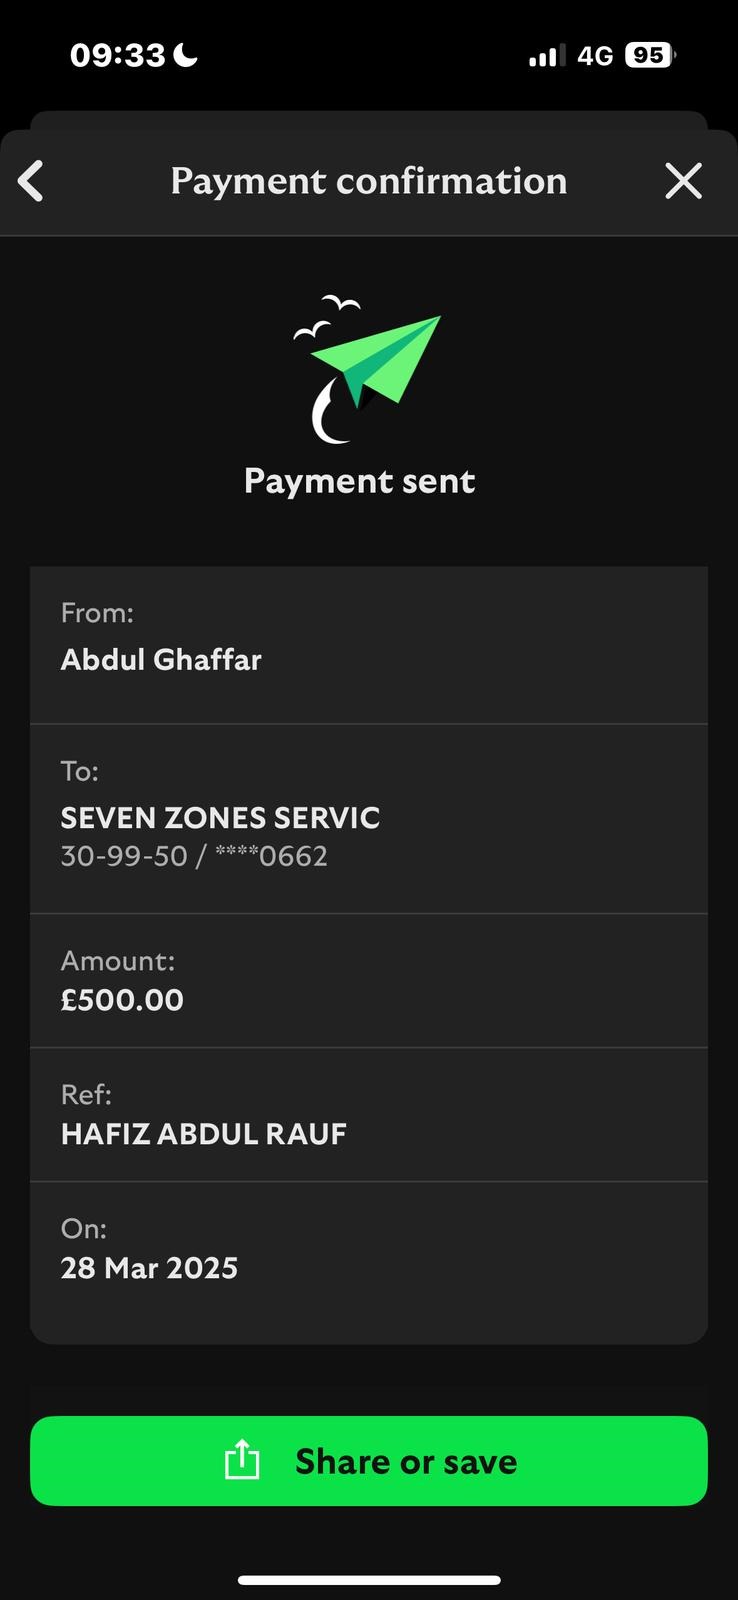 09:33
4G 95
Payment confirmation
Payment sent
From:
Abdul Ghaffar
To:
SEVEN ZONES SERVIC
30-99-50 / ****0662
Amount:
£500.00
Ref:
HAFIZ ABDUL RAUF
On:
28 Mar 2025
Share or save